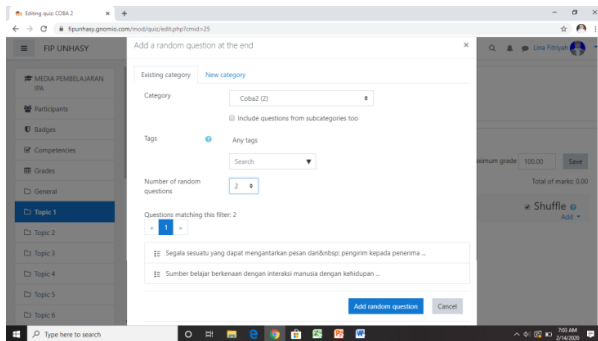 Editing quiz: COBA 2
fipunhasy.gnomio.com/mod/quiz/edit.php?cmid=25
FIP UNHASY
Add a random question at the end
Lina Fitriyah
MEDIA PEMBELAJARAN IPA
Participants
Badges
Competencies
Grades
General
Topic 1
Topic 2
Topic 3
Topic 4
Topic 5
Topic 6
Existing category New category
Category
Coba2 (2)
Include questions from subcategories too
Tags
Any tags
Search
Number of random
questions
2
Questions matching this filter: 2
« 1 »
Segala sesuatu yang dapat mengantarkan pesan dari&nbsp; pengirim kepada penerima ...
Sumber belajar berkenaan dengan interaksi manusia dengan kehidupan ...
Add random question Cancel
ximum grade 100.00 Save
Total of marks: 0.00
Shuffle
Add
Type here to search
7:03 AM
2/14/2020